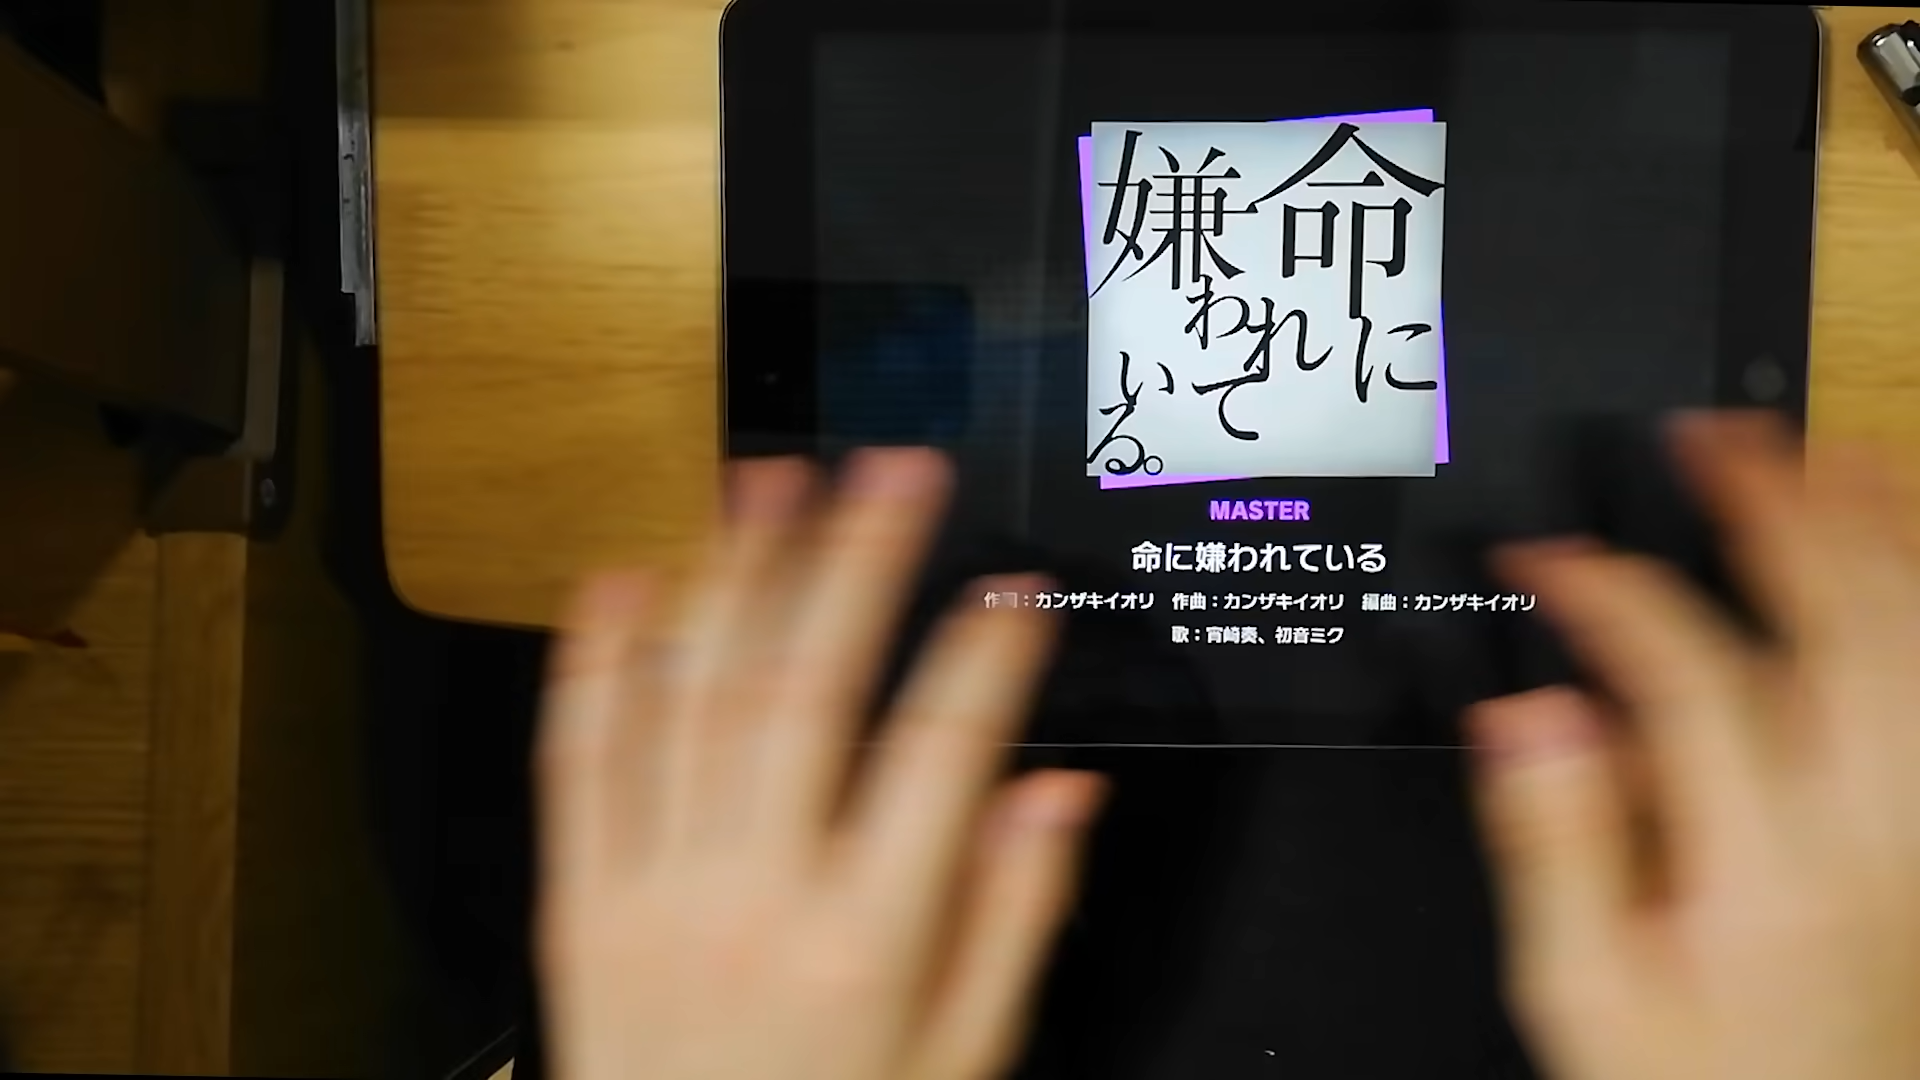 命に
嫌われて
いる。
MASTER
命に嫌われている
作詞：カンザキイオリ 作曲：カンザキイオリ 編曲：カンザキイオリ
歌：宵崎奏、初音ミク